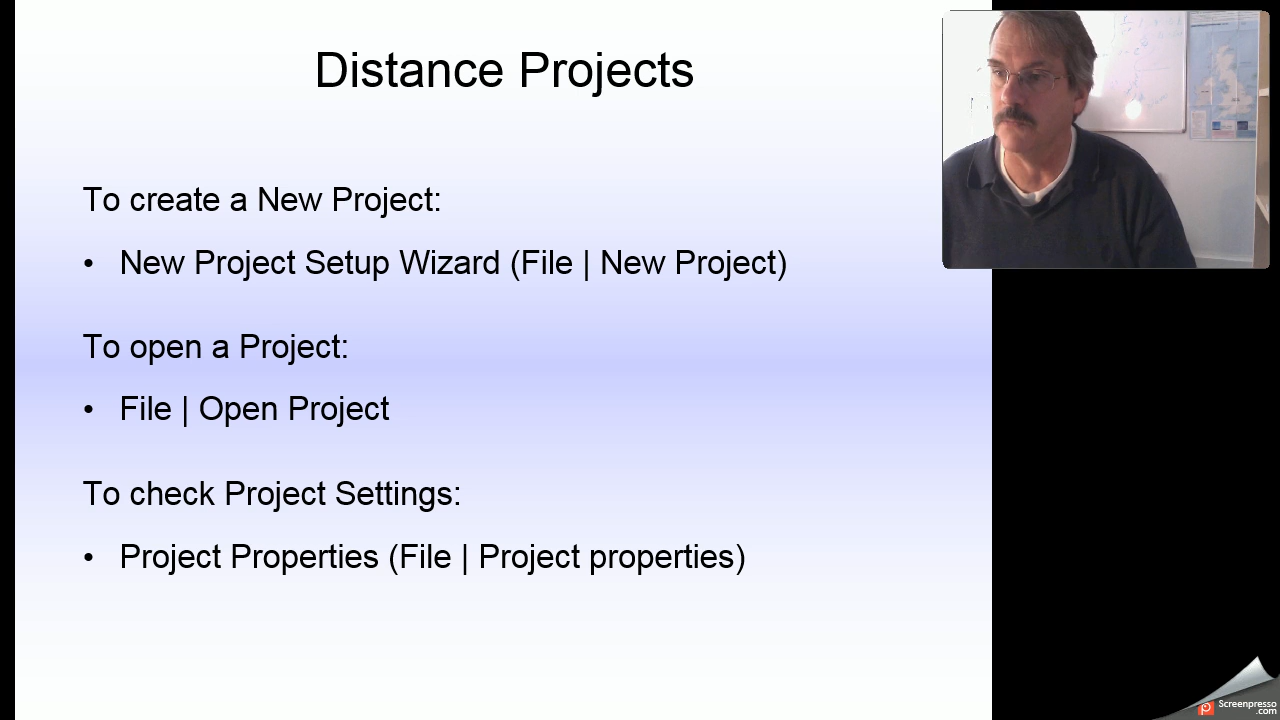 Distance Projects
To create a New Project:
• New Project Setup Wizard (File | New Project)
To open a Project:
• File | Open Project
To check Project Settings:
• Project Properties (File | Project properties)
Screenpresso
.com